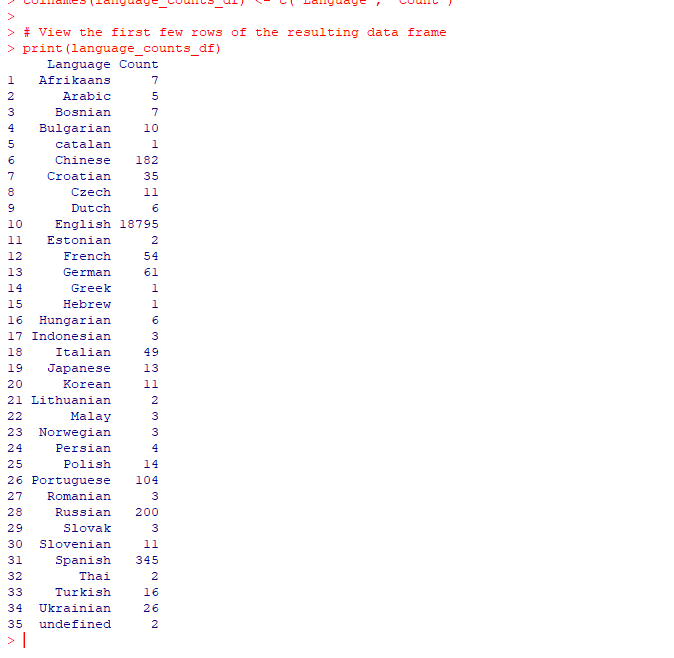 > colnames(language_counts_df) <- c("Language", "Count")
>
> # View the first few rows of the resulting data frame
> print(language_counts_df)
     Language Count
1   Afrikaans     7
2      Arabic     5
3     Bosnian     7
4   Bulgarian    10
5     catalan     1
6     Chinese   182
7    Croatian    35
8       Czech    11
9       Dutch     6
10    English 18795
11   Estonian     2
12     French    54
13     German    61
14      Greek     1
15     Hebrew     1
16  Hungarian     6
17 Indonesian     3
18    Italian    49
19   Japanese    13
20     Korean    11
21 Lithuanian     2
22      Malay     3
23  Norwegian     3
24    Persian     4
25     Polish    14
26 Portuguese   104
27   Romanian     3
28    Russian   200
29     Slovak     3
30  Slovenian    11
31    Spanish   345
32       Thai     2
33    Turkish    16
34  Ukrainian    26
35  undefined     2
>